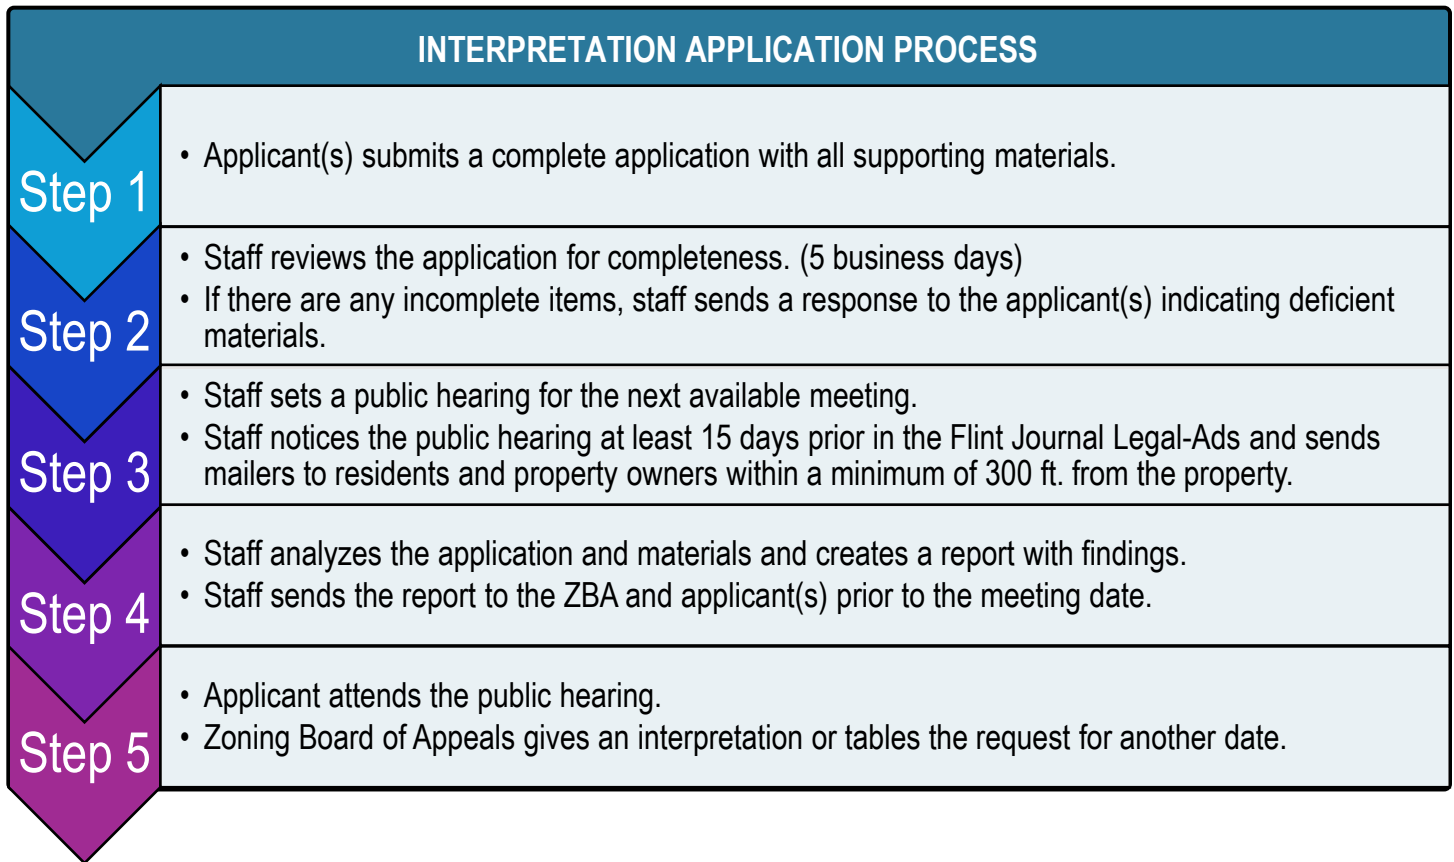 INTERPRETATION APPLICATION PROCESS
Step 1
• Applicant(s) submits a complete application with all supporting materials.
Step 2
• Staff reviews the application for completeness. (5 business days)
• If there are any incomplete items, staff sends a response to the applicant(s) indicating deficient
materials.
Step 3
• Staff sets a public hearing for the next available meeting.
• Staff notices the public hearing at least 15 days prior in the Flint Journal Legal-Ads and sends
mailers to residents and property owners within a minimum of 300 ft. from the property.
Step 4
• Staff analyzes the application and materials and creates a report with findings.
• Staff sends the report to the ZBA and applicant(s) prior to the meeting date.
Step 5
• Applicant attends the public hearing.
• Zoning Board of Appeals gives an interpretation or tables the request for another date.